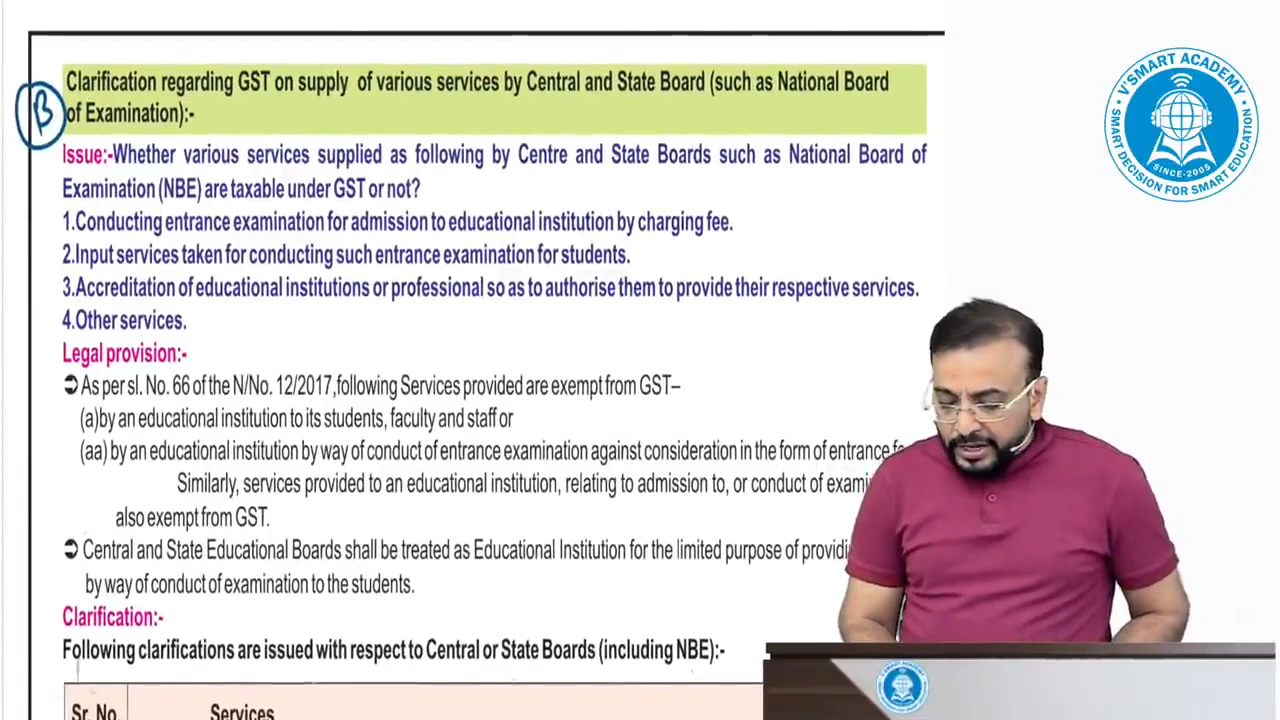 B
Clarification regarding GST on supply of various services by Central and State Board (such as National Board
of Examination):-
Issue:-Whether various services supplied as following by Centre and State Boards such as National Board of
Examination (NBE) are taxable under GST or not?
1.Conducting entrance examination for admission to educational institution by charging fee.
2.Input services taken for conducting such entrance examination for students.
3.Accreditation of educational institutions or professional so as to authorise them to provide their respective services.
4.Other services.
Legal provision:-
➲ As per sl. No. 66 of the N/No. 12/2017,following Services provided are exempt from GST–
(a)by an educational institution to its students, faculty and staff or
(aa) by an educational institution by way of conduct of entrance examination against consideration in the form of entrance
Similarly, services provided to an educational institution, relating to admission to, or conduct of
also exempt from GST.
➲ Central and State Educational Boards shall be treated as Educational Institution for the limited purpose of
by way of conduct of examination to the students.
Clarification:-
Following clarifications are issued with respect to Central or State Boards (including NBE):-
Sr. No. Services
V'SMART ACADEMY
SINCE-2005
SMART DECISION FOR SMART EDUCATION